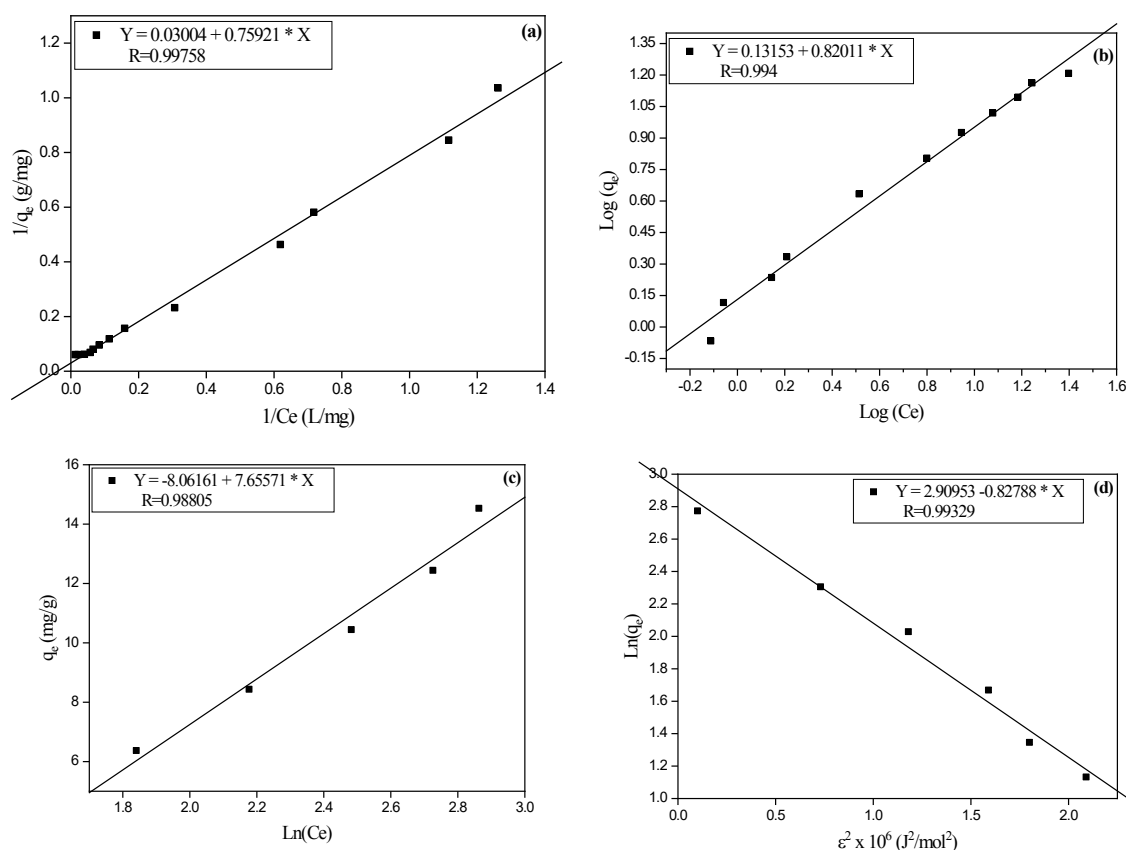 (a)
Y = 0.03004 + 0.75921 * X
R=0.99758
1.2
1.0
0.8
0.6
0.4
0.2
0.0
1/qe (g/mg)
0.0 0.2 0.4 0.6 0.8 1.0 1.2 1.4
1/Ce (L/mg)
(b)
Y = 0.13153 + 0.82011 * X
R=0.994
1.35
1.20
1.05
0.90
0.75
0.60
0.45
0.30
0.15
0.00
-0.15
Log (qe)
-0.2 0.0 0.2 0.4 0.6 0.8 1.0 1.2 1.4 1.6
Log (Ce)
(c)
Y = -8.06161 + 7.65571 * X
R=0.98805
16
14
12
10
8
6
qe (mg/g)
1.8 2.0 2.2 2.4 2.6 2.8 3.0
Ln(Ce)
(d)
Y = 2.90953 -0.82788 * X
R=0.99329
3.0
2.8
2.6
2.4
2.2
2.0
1.8
1.6
1.4
1.2
1.0
Ln(qe)
0.0 0.5 1.0 1.5 2.0
ε² x 10⁶ (J²/mol²)